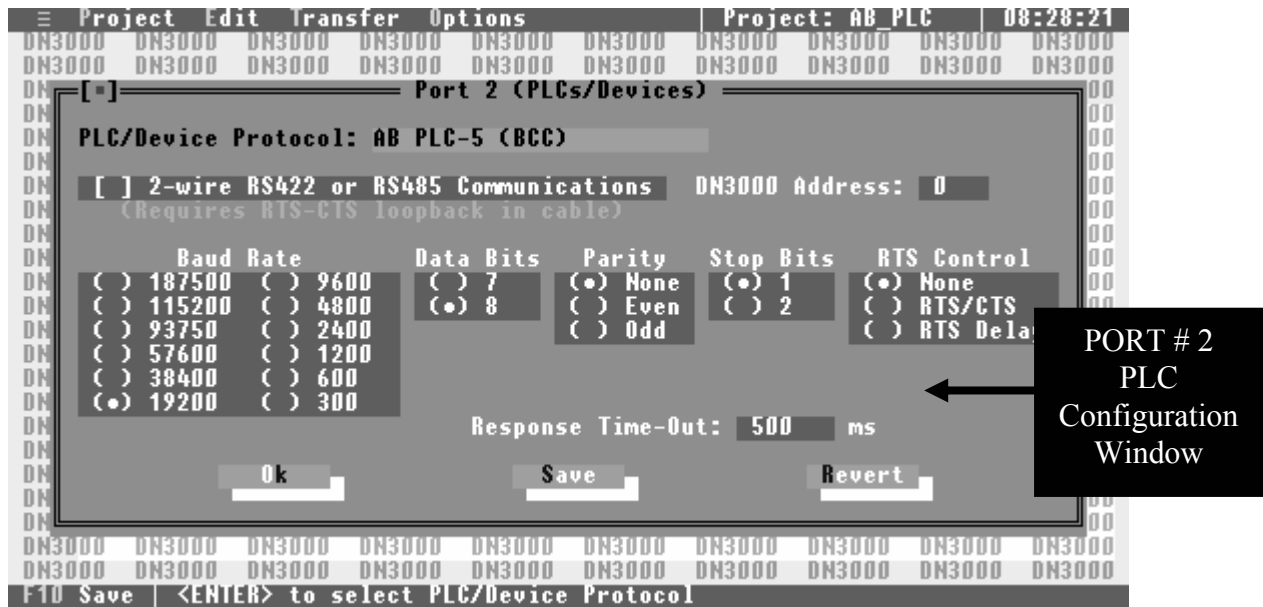 ≡ Project Edit Transfer Options | Project: AB_PLC | 08:28:21
DN3000 DN3000 DN3000 DN3000 DN3000 DN3000 DN3000 DN3000 DN3000 DN3000
DN3000 DN3000 DN3000 DN3000 DN3000 DN3000 DN3000 DN3000 DN3000 DN3000
[▪] Port 2 (PLCs/Devices)
PLC/Device Protocol: AB PLC-5 (BCC)
[ ] 2-wire RS422 or RS485 Communications DN3000 Address: 0
(Requires RTS-CTS loopback in cable)
Baud Rate Data Bits Parity Stop Bits RTS Control
( ) 187500 ( ) 9600 ( ) 7 (•) None (•) 1 (•) None
( ) 115200 ( ) 4800 (•) 8 ( ) Even ( ) 2 ( ) RTS/CTS
( ) 93750 ( ) 2400 ( ) Odd ( ) RTS Dela
( ) 57600 ( ) 1200
( ) 38400 ( ) 600
(•) 19200 ( ) 300
Response Time-Out: 500 ms
Ok Save Revert
PORT # 2
PLC
Configuration
Window
DN3000 DN3000 DN3000 DN3000 DN3000 DN3000 DN3000 DN3000 DN3000 DN3000
DN3000 DN3000 DN3000 DN3000 DN3000 DN3000 DN3000 DN3000 DN3000 DN3000
F10 Save | <ENTER> to select PLC/Device Protocol